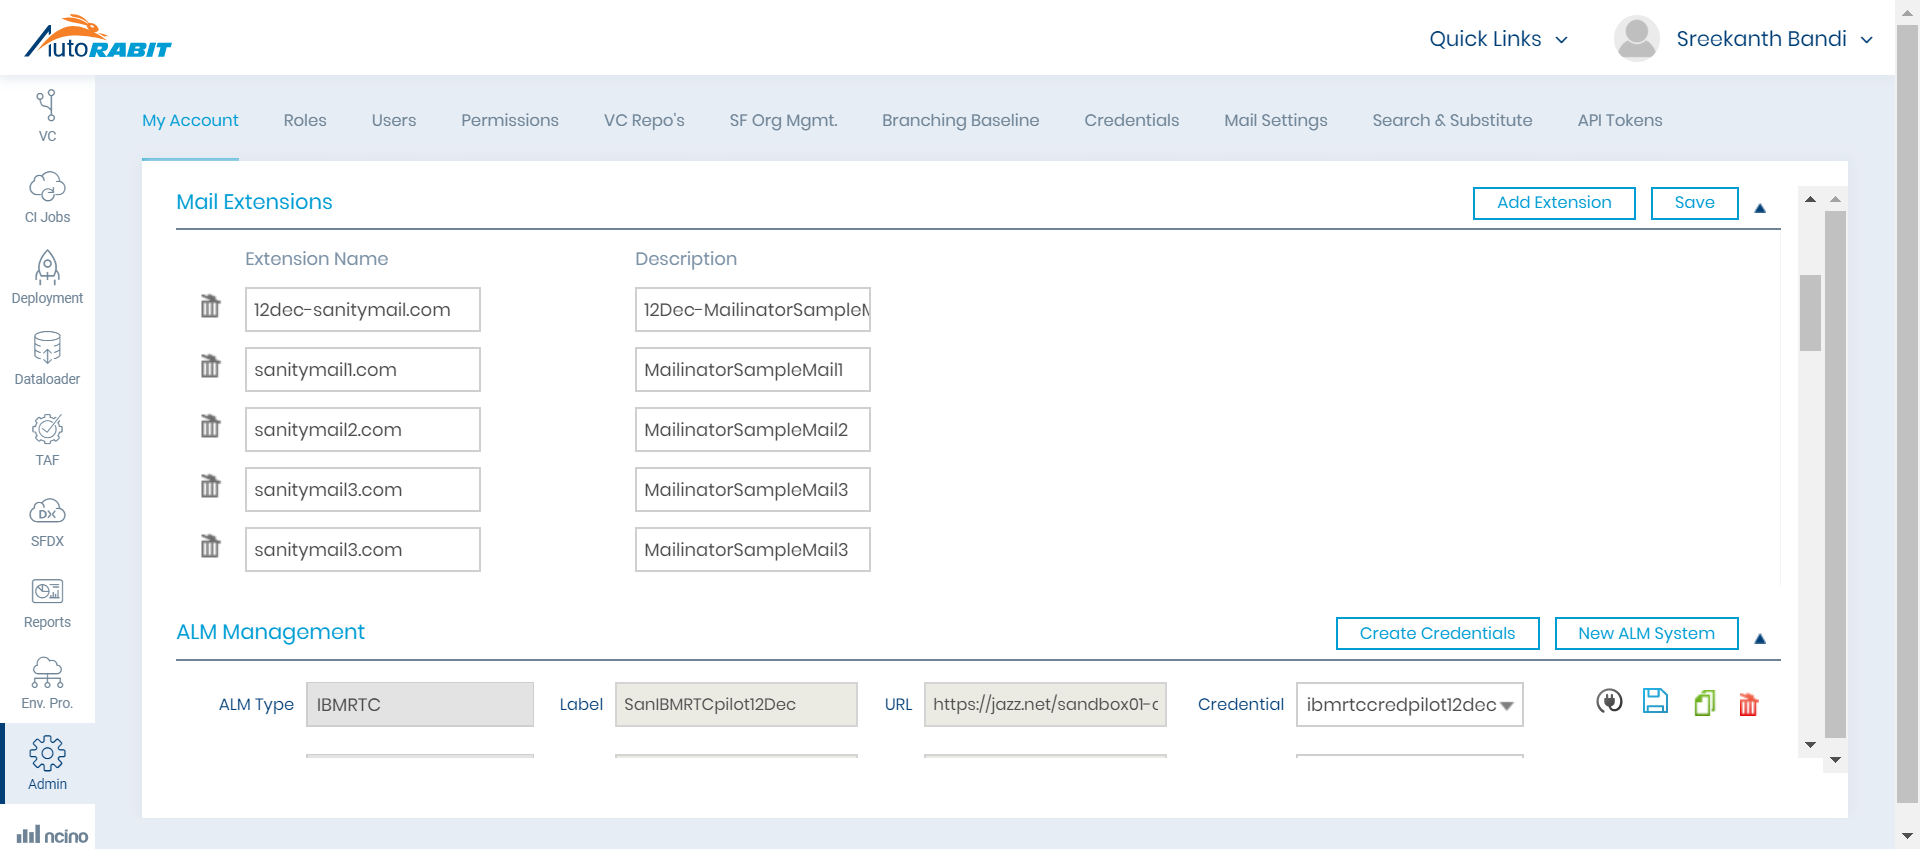 AutoRABIT
Quick Links
Sreekanth Bandi
VC
CI Jobs
Deployment
Dataloader
TAF
DX
SFDX
Reports
Env. Pro.
Admin
ncino
My Account Roles Users Permissions VC Repo's SF Org Mgmt. Branching Baseline Credentials Mail Settings Search & Substitute API Tokens
Mail Extensions Add Extension Save
Extension Name Description
12dec-sanitymail.com 12Dec-MailinatorSampleM
sanitymail1.com MailinatorSampleMail1
sanitymail2.com MailinatorSampleMail2
sanitymail3.com MailinatorSampleMail3
sanitymail3.com MailinatorSampleMail3
ALM Management Create Credentials New ALM System
ALM Type IBMRTC Label SanIBMRTCpilot12Dec URL https://jazz.net/sandbox01-c Credential ibmrtccredpilot12dec